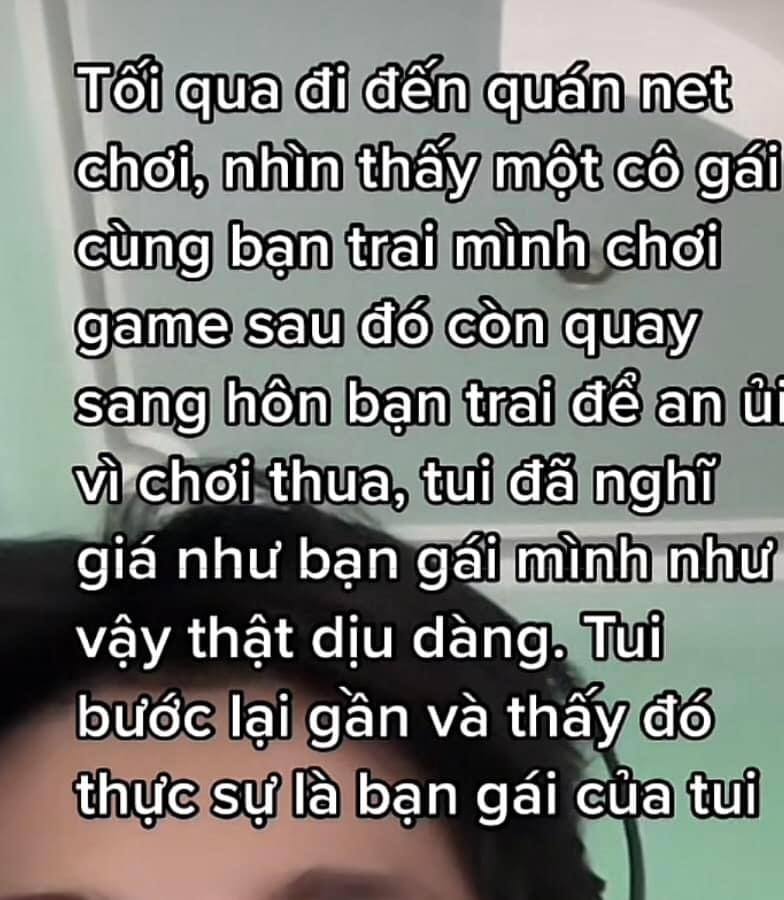 Tối qua đi đến quán net
chơi, nhìn thấy một cô gái
cùng bạn trai mình chơi
game sau đó còn quay
sang hôn bạn trai để an ủi
vì chơi thua, tui đã nghĩ
giá như bạn gái mình như
vậy thật dịu dàng. Tui
bước lại gần và thấy đó
thực sự là bạn gái của tui